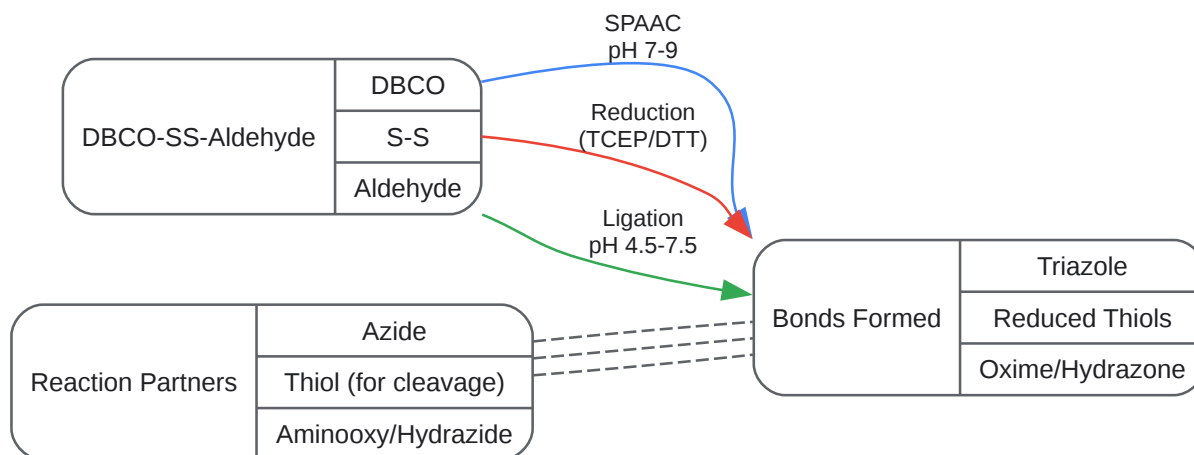 SPAAC
pH 7-9
DBCO-SS-Aldehyde
DBCO
S-S
Aldehyde
Reduction
(TCEP/DTT)
Ligation
pH 4.5-7.5
Reaction Partners
Azide
Thiol (for cleavage)
Aminooxy/Hydrazide
Bonds Formed
Triazole
Reduced Thiols
Oxime/Hydrazone